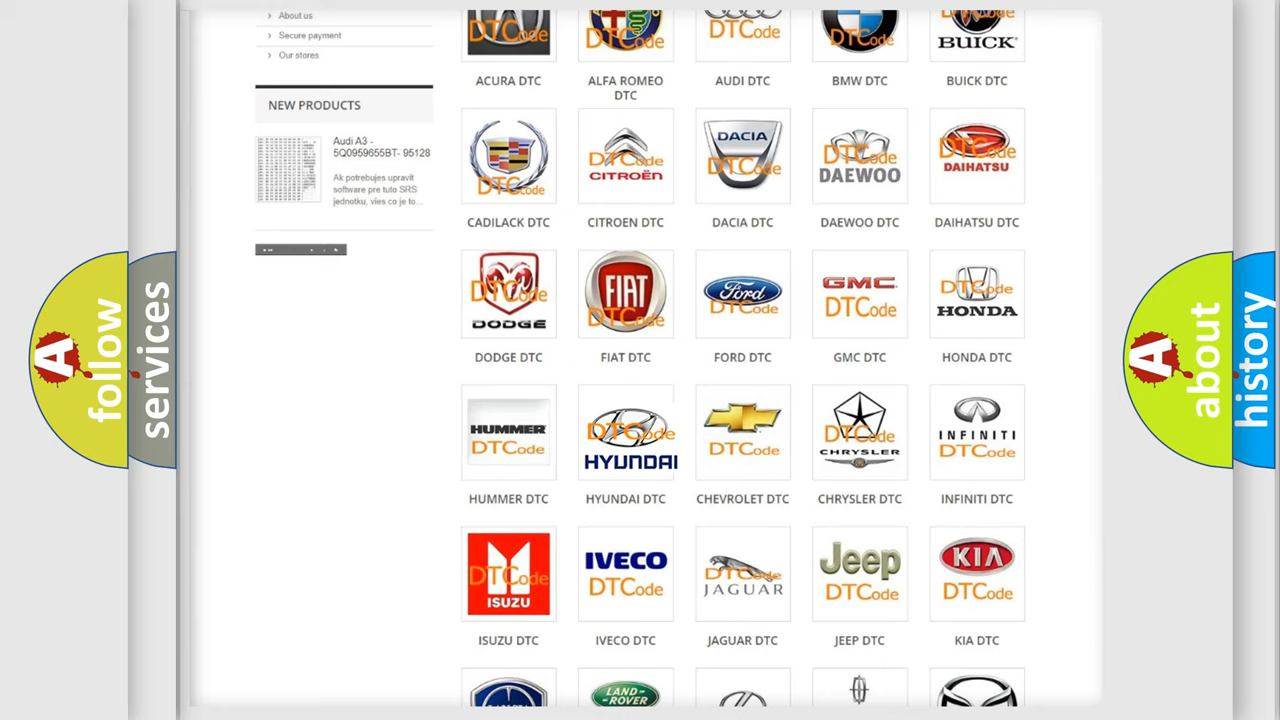 About us
Secure payment
Our stores
NEW PRODUCTS
Audi A3 -
5Q0959655BT- 95128
Ak potrebujes upravit
software pre tuto SRS
jednotku, vies co je to...
DTCode
DTCode
DTCode
DTCode
DTCode
BUICK
ACURA DTC
ALFA ROMEO
DTC
AUDI DTC
BMW DTC
BUICK DTC
DTCode
DTCode
CITROËN
DACIA
DTCode
DTCode
DAEWOO
DTCode
DAIHATSU
CADILACK DTC
CITROEN DTC
DACIA DTC
DAEWOO DTC
DAIHATSU DTC
DTCode
DODGE
FIAT
DTCode
Ford
DTCode
GMC
DTCode
DTCode
HONDA
DODGE DTC
FIAT DTC
FORD DTC
GMC DTC
HONDA DTC
HUMMER
DTCode
DTCode
HYUNDAI
DTCode
DTCode
CHRYSLER
INFINITI
DTCode
HUMMER DTC
HYUNDAI DTC
CHEVROLET DTC
CHRYSLER DTC
INFINITI DTC
DTCode
ISUZU
IVECO
DTCode
DTCode
JAGUAR
Jeep
DTCode
KIA
DTCode
ISUZU DTC
IVECO DTC
JAGUAR DTC
JEEP DTC
KIA DTC
LAND-
ROVER
A
follow
services
A
about
history